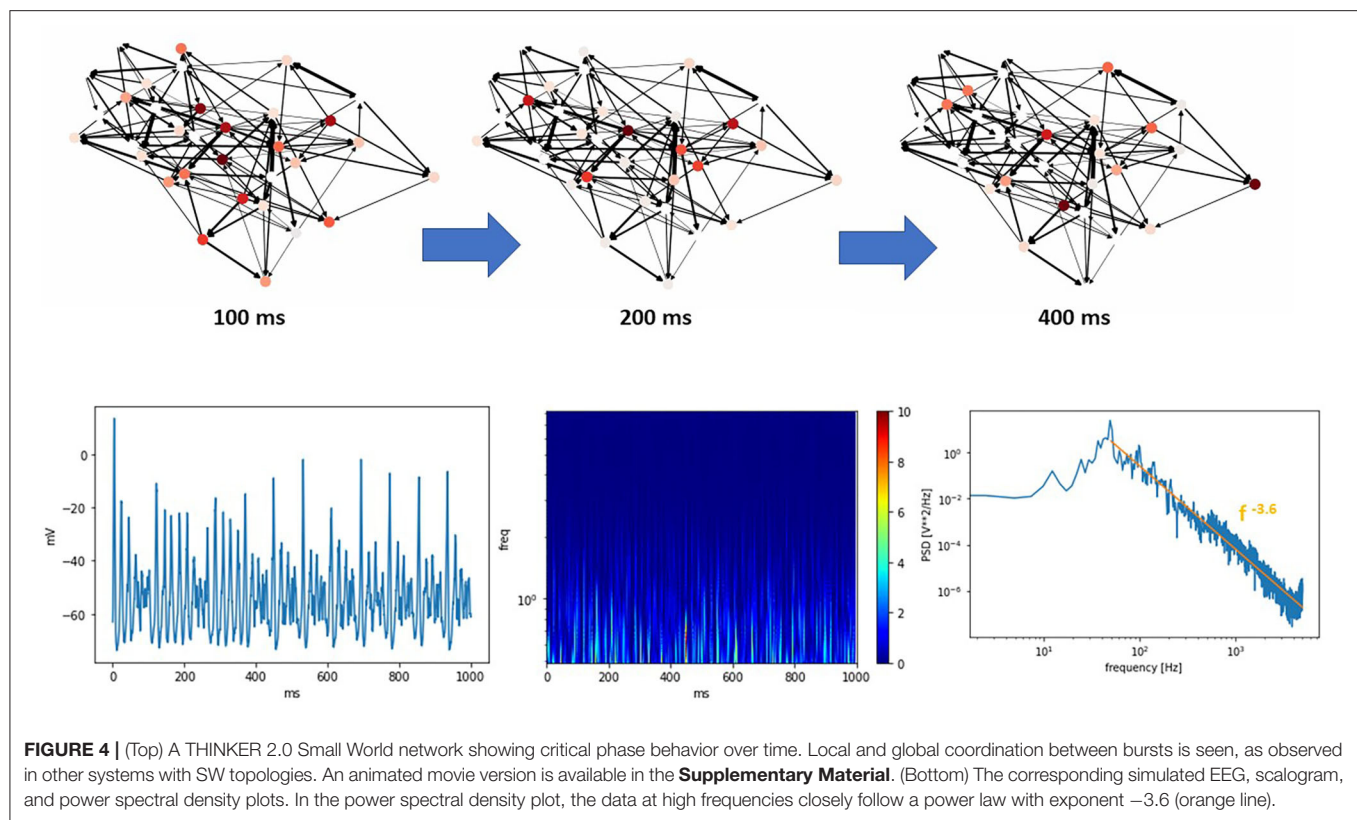 100 ms
200 ms
400 ms
0
−20
−40
−60
mV
0
200
400
600
800
1000
ms
freq
10⁰
0
200
400
600
800
1000
ms
10
8
6
4
2
0
PSD [V**2/Hz]
10⁰
10⁻²
10⁻⁴
10⁻⁶
f -3.6
10¹
10²
10³
frequency [Hz]
FIGURE 4 | (Top) A THINKER 2.0 Small World network showing critical phase behavior over time. Local and global coordination between bursts is seen, as observed
in other systems with SW topologies. An animated movie version is available in the Supplementary Material. (Bottom) The corresponding simulated EEG, scalogram,
and power spectral density plots. In the power spectral density plot, the data at high frequencies closely follow a power law with exponent −3.6 (orange line).